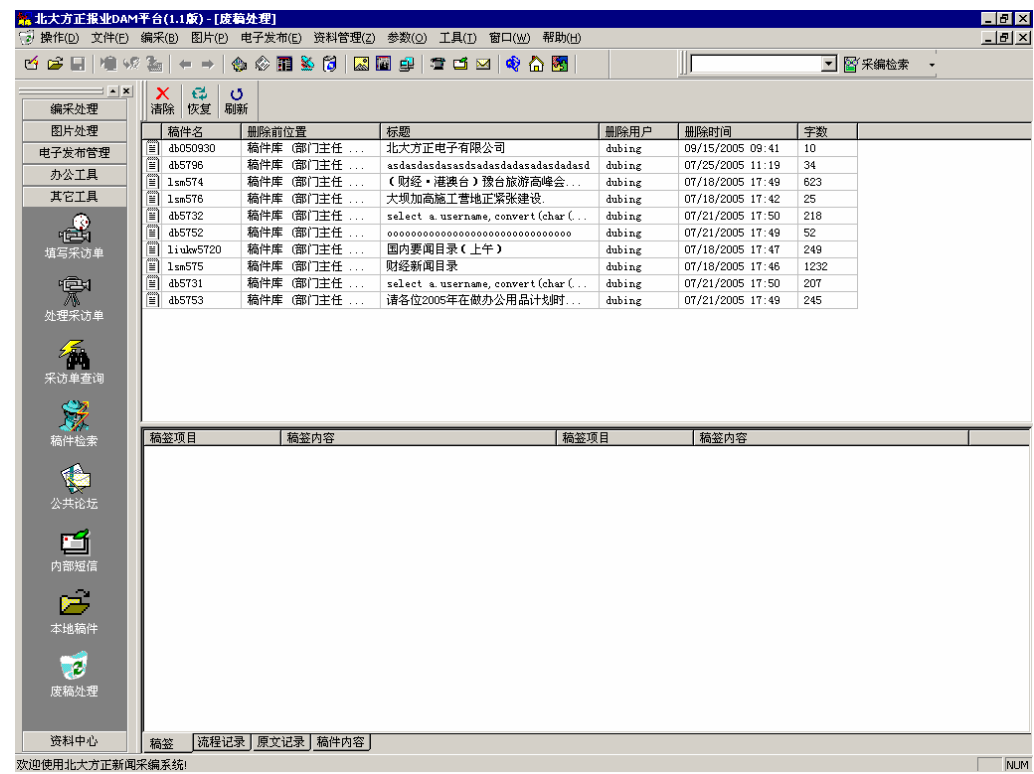 北大方正报业DAM平台(1.1版) - [废稿处理]
操作(D) 文件(F) 编采(B) 图片(P) 电子发布(E) 资料管理(Z) 参数(O) 工具(T) 窗口(W) 帮助(H)
采编检索
编采处理
图片处理
电子发布管理
办公工具
其它工具
填写采访单
处理采访单
采访单查询
稿件检索
公共论坛
内部短信
本地稿件
废稿处理
资料中心
清除 恢复 刷新
稿件名 删除前位置 标题 删除用户 删除时间 字数
db050930 稿件库 (部门主任 ... 北大方正电子有限公司 dubing 09/15/2005 09:41 10
db5796 稿件库 (部门主任 ... asdasdasdasasdsadasdadasadasdadasd dubing 07/25/2005 11:19 34
lsm574 稿件库 (部门主任 ... (财经·港澳台)豫台旅游高峰会... dubing 07/18/2005 17:49 623
lsm576 稿件库 (部门主任 ... 大坝加高施工营地正紧张建设. dubing 07/18/2005 17:42 25
db5732 稿件库 (部门主任 ... select a.username,convert(char(... dubing 07/21/2005 17:50 218
db5752 稿件库 (部门主任 ... oooooooooooooooooooooooooooooooo dubing 07/21/2005 17:49 52
liukw5720 稿件库 (部门主任 ... 国内要闻目录(上午) dubing 07/18/2005 17:47 249
lsm575 稿件库 (部门主任 ... 财经新闻目录 dubing 07/18/2005 17:46 1232
db5731 稿件库 (部门主任 ... select a.username,convert(char(... dubing 07/21/2005 17:50 207
db5753 稿件库 (部门主任 ... 请各位2005年在做办公用品计划时... dubing 07/21/2005 17:49 245
稿签项目 稿签内容 稿签项目 稿签内容
稿签 流程记录 原文记录 稿件内容
欢迎使用北大方正新闻采编系统! NUM